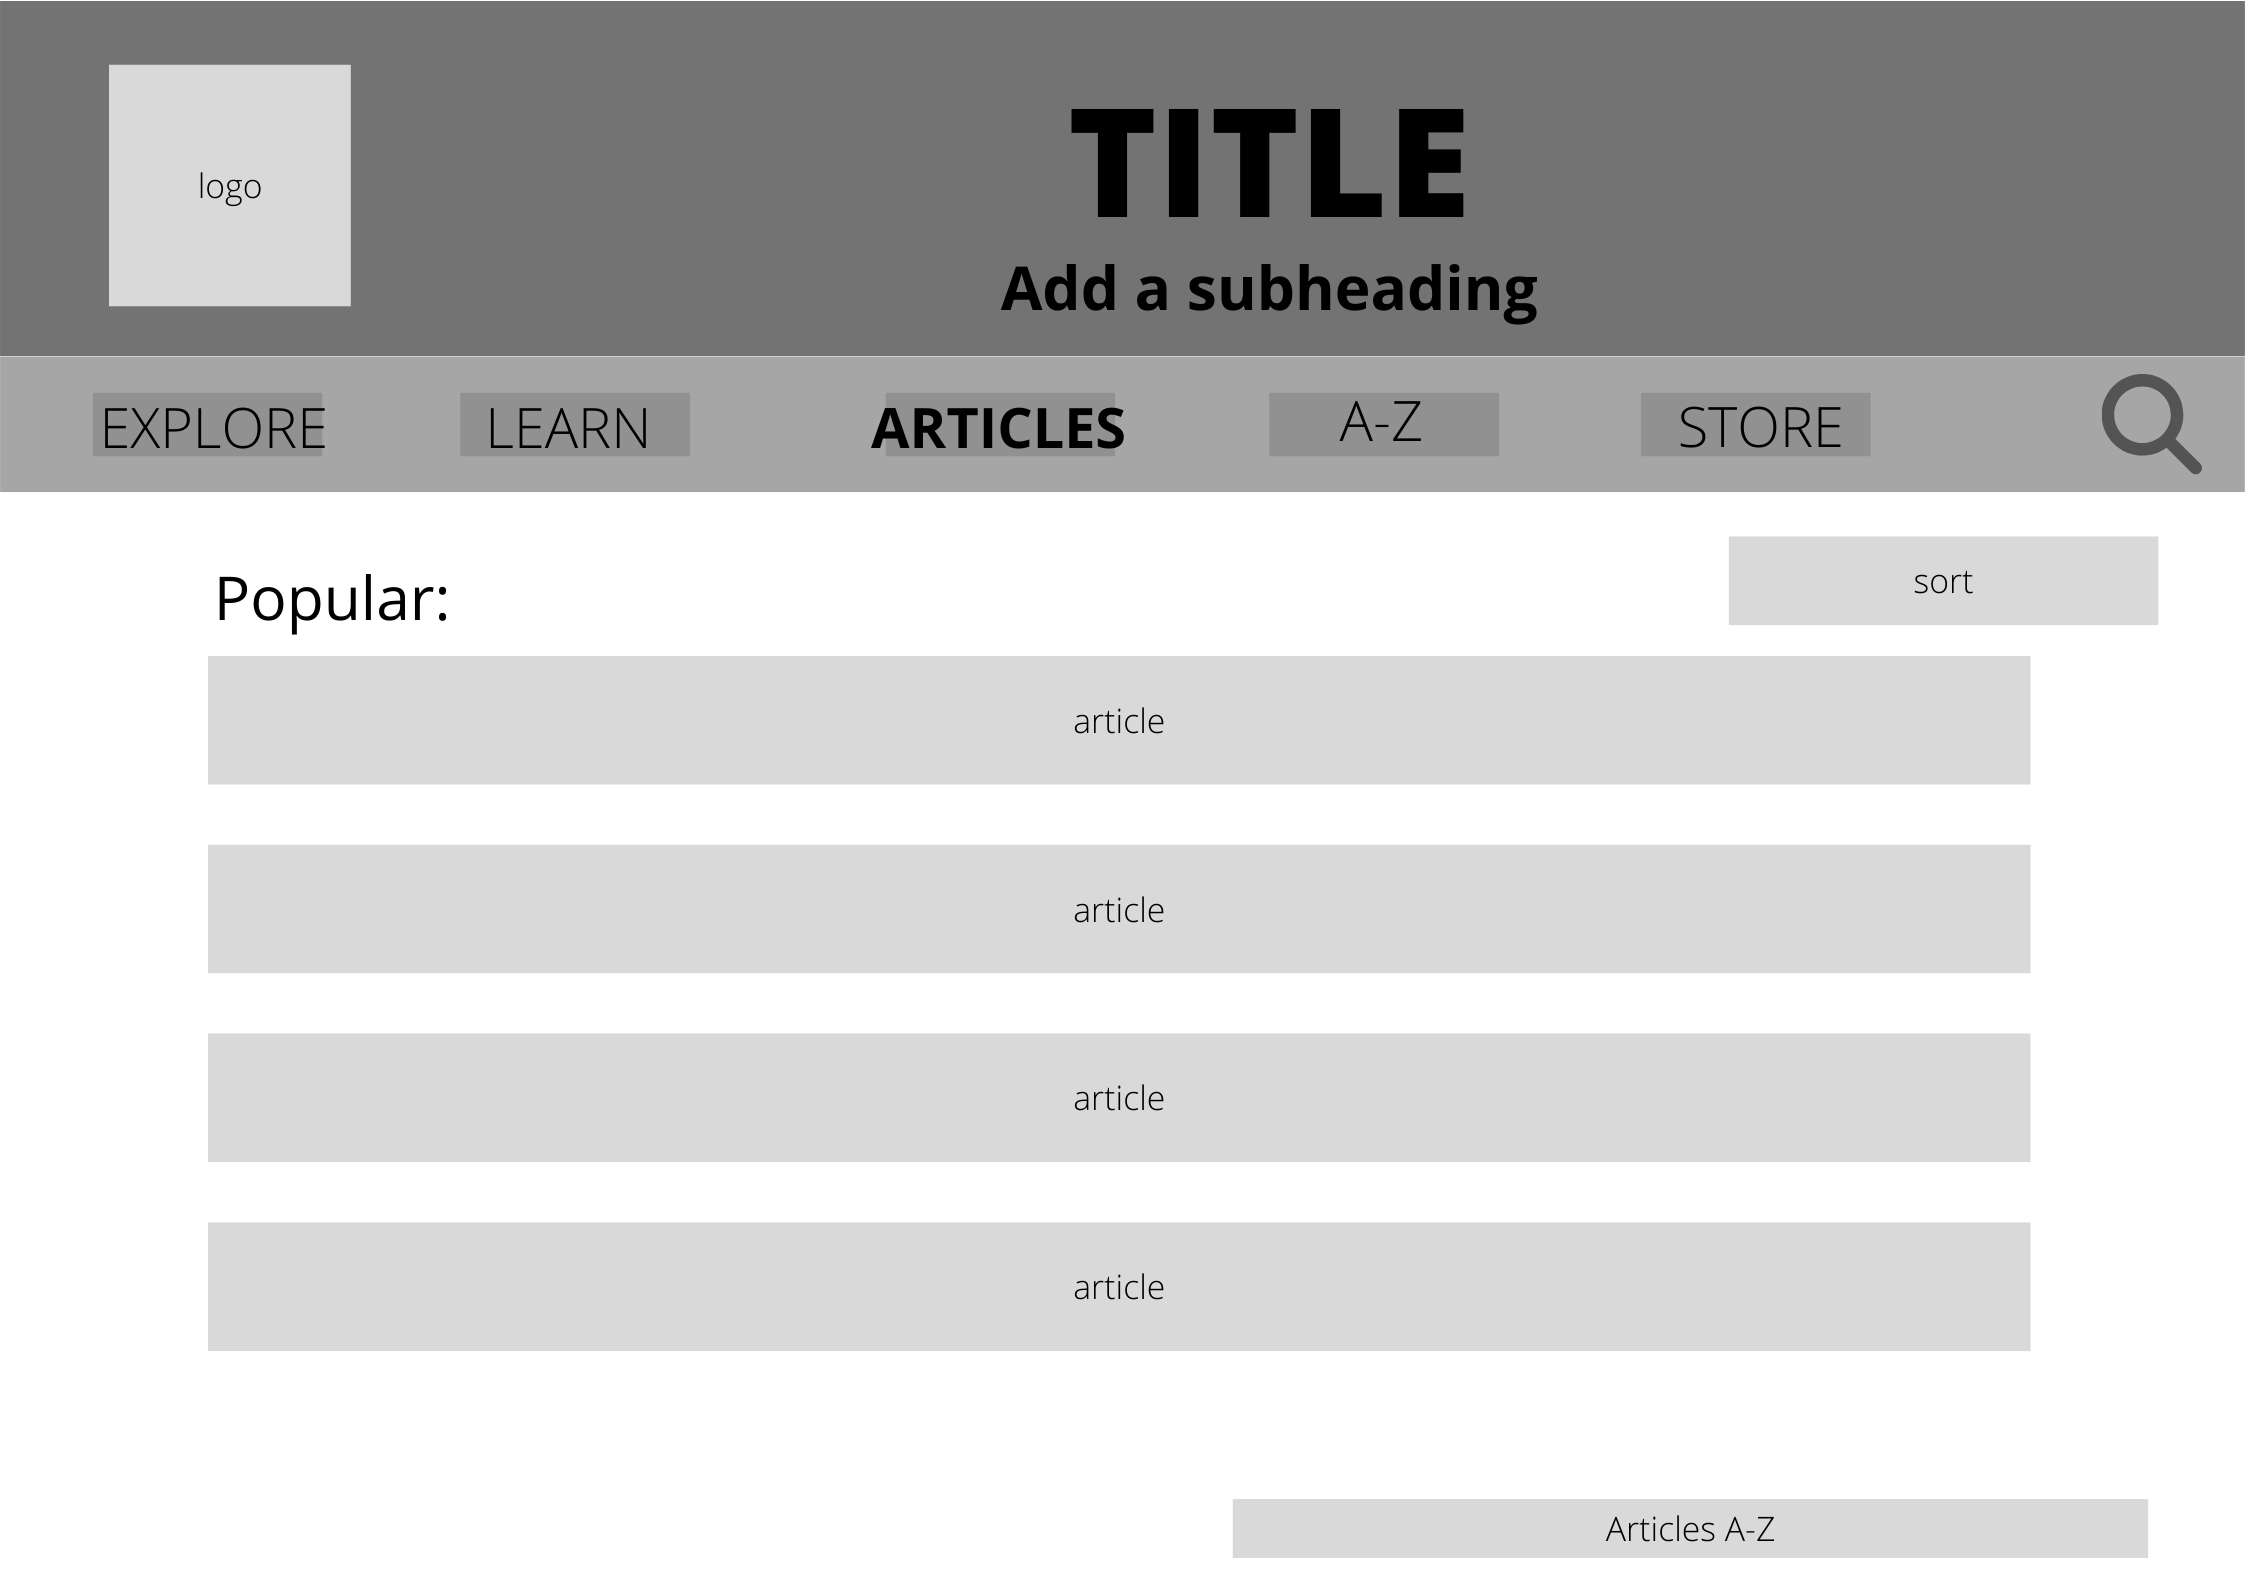 logo
TITLE
Add a subheading
EXPLORE LEARN ARTICLES A-Z STORE
sort
Popular:
article
article
article
article
Articles A-Z